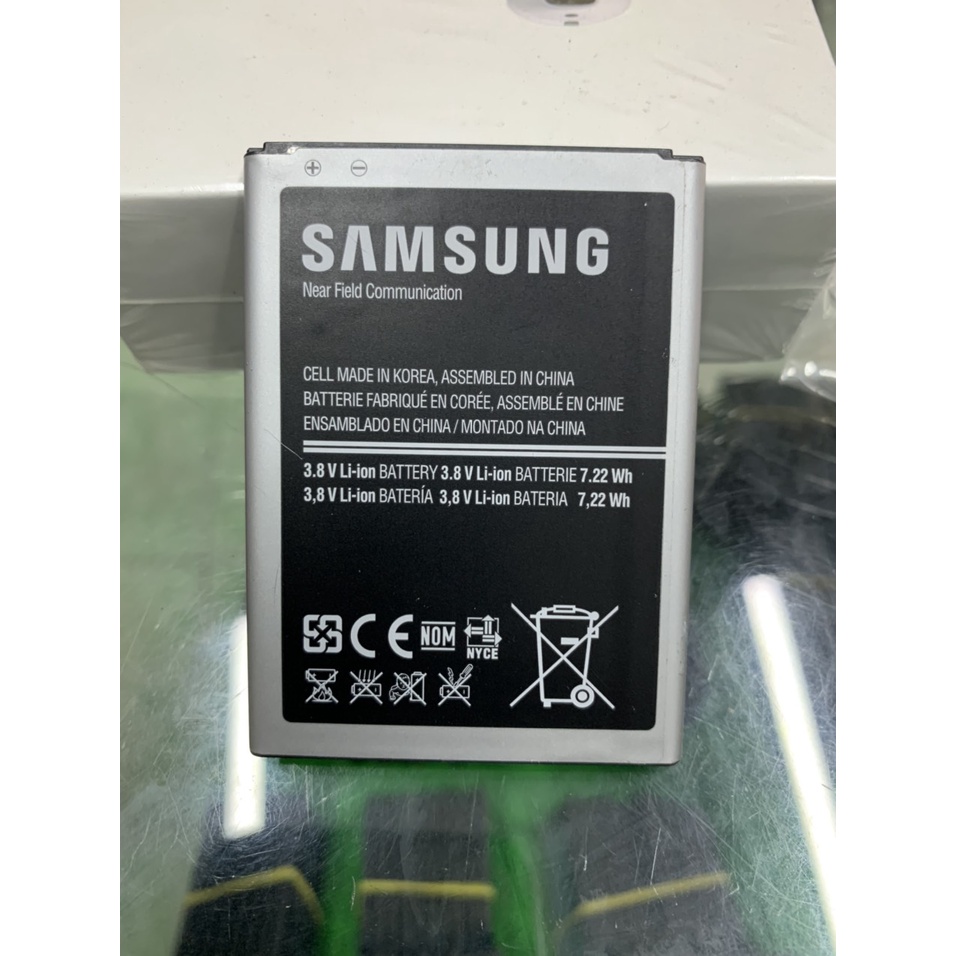 + −
SAMSUNG
Near Field Communication
CELL MADE IN KOREA, ASSEMBLED IN CHINA
BATTERIE FABRIQUÉ EN CORÉE, ASSEMBLÉ EN CHINE
ENSAMBLADO EN CHINA / MONTADO NA CHINA
3.8 V Li-ion BATTERY 3.8 V Li-ion BATTERIE 7.22 Wh
3,8 V Li-ion BATERÍA 3,8 V Li-ion BATERIA 7,22 Wh
CE NOM NYCE